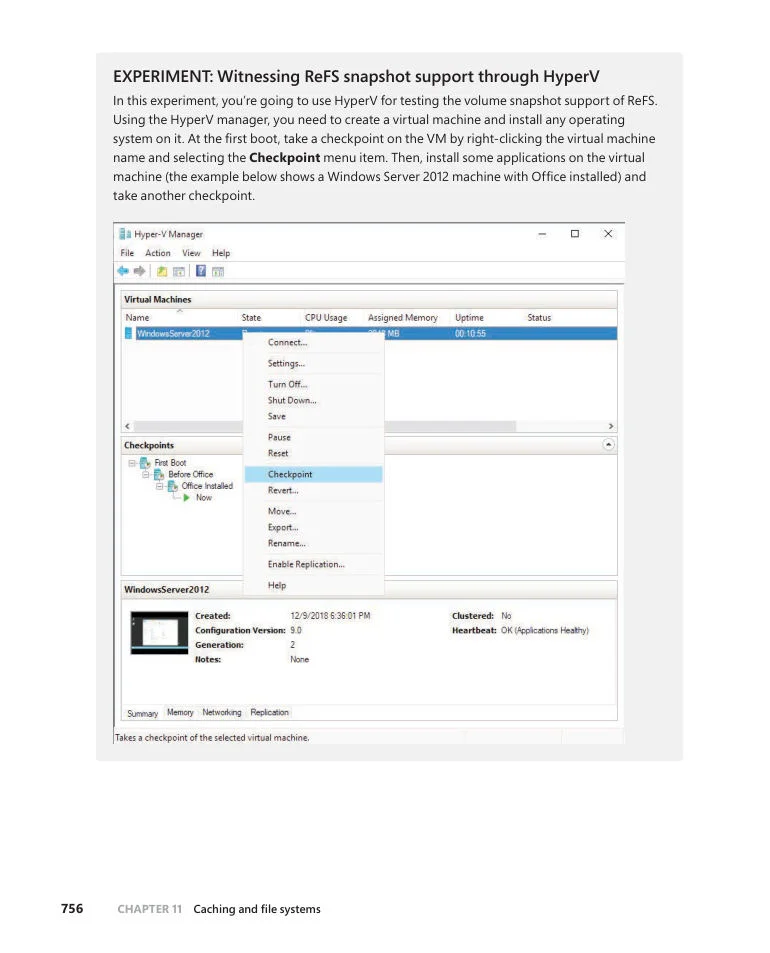 EXPERIMENT: Witnessing ReFS snapshot support through HyperV
In this experiment, you’re going to use HyperV for testing the volume snapshot support of ReFS.
Using the HyperV manager, you need to create a virtual machine and install any operating
system on it. At the first boot, take a checkpoint on the VM by right-clicking the virtual machine
name and selecting the Checkpoint menu item. Then, install some applications on the virtual
machine (the example below shows a Windows Server 2012 machine with Office installed) and
take another checkpoint.
Hyper-V Manager
File Action View Help
Virtual Machines
Name State CPU Usage Assigned Memory Uptime Status
WindowsServer2012 MB 00:10:55
Connect...
Settings...
Turn Off...
Shut Down...
Save
Pause
Reset
Checkpoint
Revert...
Move...
Export...
Rename...
Enable Replication...
Help
Checkpoints
First Boot
Before Office
Office Installed
Now
WindowsServer2012
Created: 12/9/2018 6:36:01 PM Clustered: No
Configuration Version: 9.0 Heartbeat: OK (Applications Healthy)
Generation: 2
Notes: None
Summary Memory Networking Replication
Takes a checkpoint of the selected virtual machine.
756 CHAPTER 11 Caching and file systems